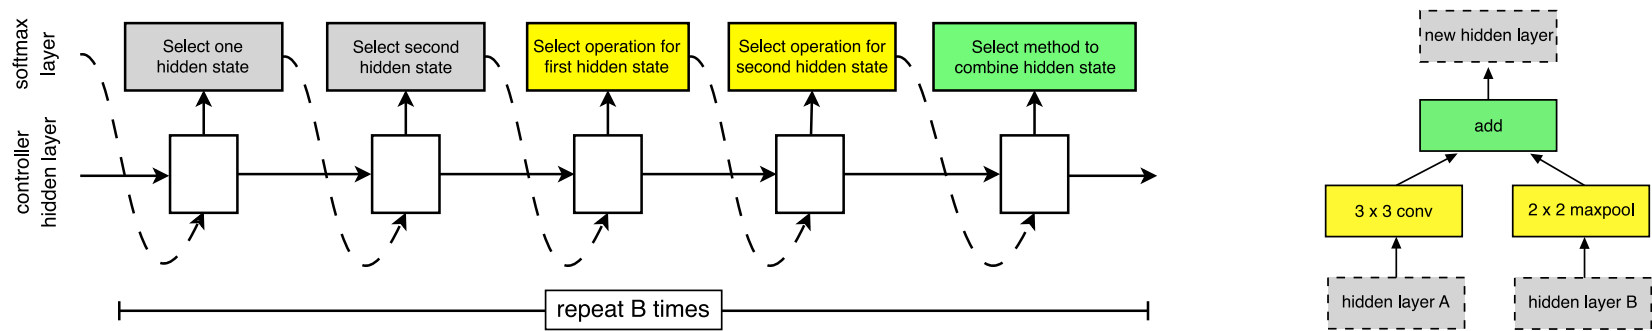 softmax
layer
controller
hidden layer
Select one
hidden state
Select second
hidden state
Select operation for
first hidden state
Select operation for
second hidden state
Select method to
combine hidden state
repeat B times
new hidden layer
add
3 x 3 conv
2 x 2 maxpool
hidden layer A
hidden layer B